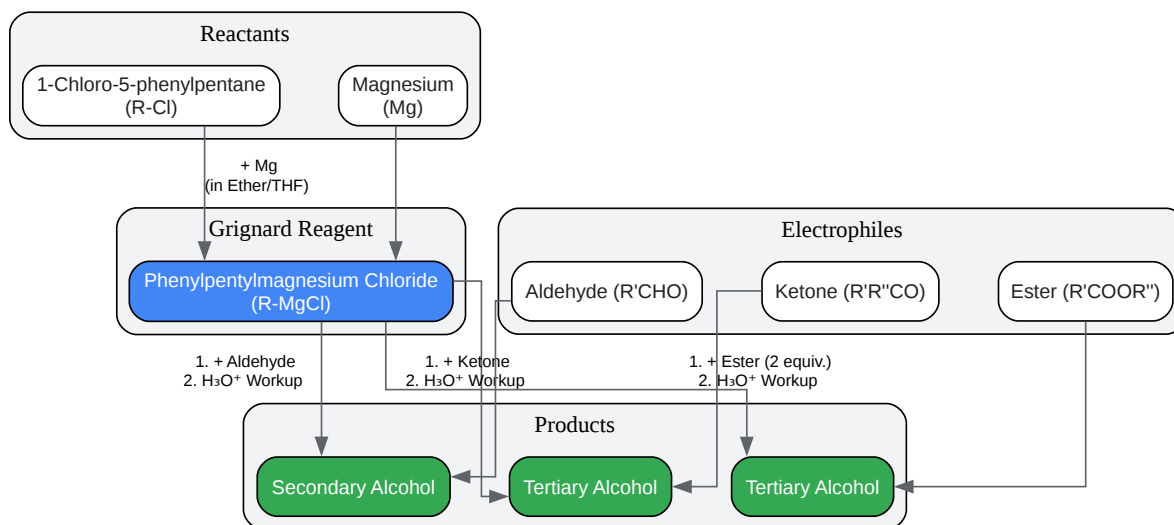 Reactants
1-Chloro-5-phenylpentane
(R-Cl)
Magnesium
(Mg)
+ Mg
(in Ether/THF)
Grignard Reagent
Phenylpentylmagnesium Chloride
(R-MgCl)
Electrophiles
Aldehyde (R'CHO)
Ketone (R'R''CO)
Ester (R'COOR'')
1. + Aldehyde
2. H₃O⁺ Workup
1. + Ketone
2. H₃O⁺ Workup
1. + Ester (2 equiv.)
2. H₃O⁺ Workup
Products
Secondary Alcohol
Tertiary Alcohol
Tertiary Alcohol